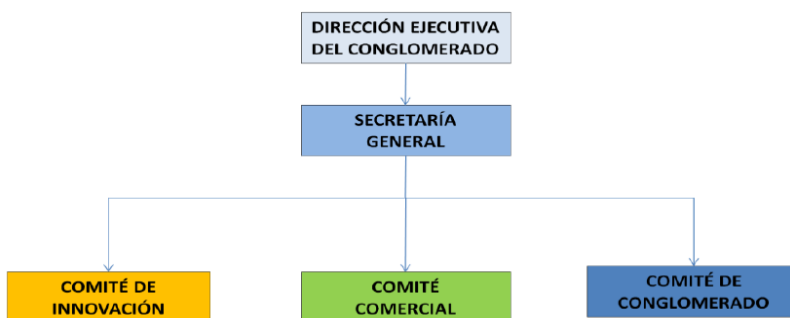 DIRECCIÓN EJECUTIVA
DEL CONGLOMERADO
SECRETARÍA
GENERAL
COMITÉ DE
INNOVACIÓN
COMITÉ
COMERCIAL
COMITÉ DE
CONGLOMERADO